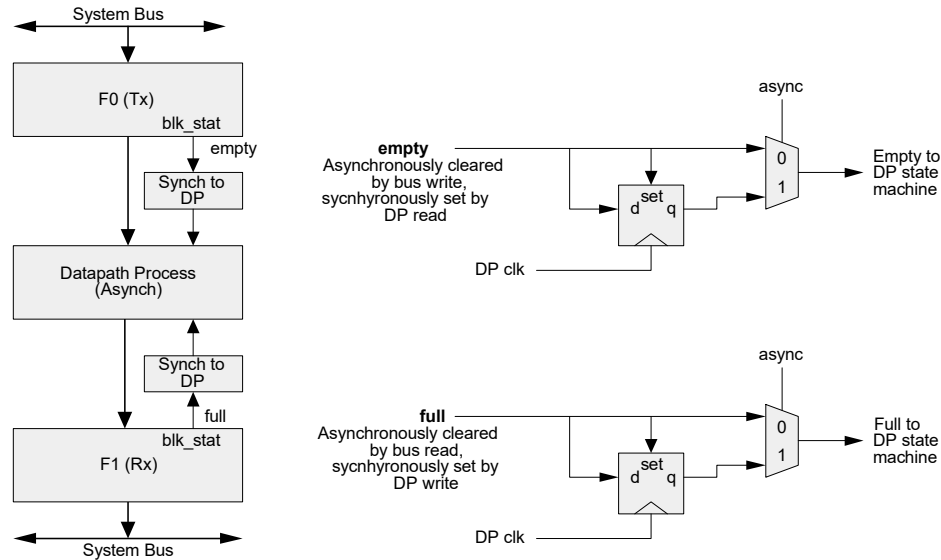 System Bus
F0 (Tx)
blk_stat
empty
Synch to
DP
Datapath Process
(Asynch)
Synch to
DP
full
blk_stat
F1 (Rx)
System Bus
async
empty
Asynchronously cleared
by bus write,
sycnhyronously set by
DP read
set
d q
0
1
Empty to
DP state
machine
DP clk
async
full
Asynchronously cleared
by bus read,
sycnhyronously set by
DP write
set
d q
0
1
Full to
DP state
machine
DP clk